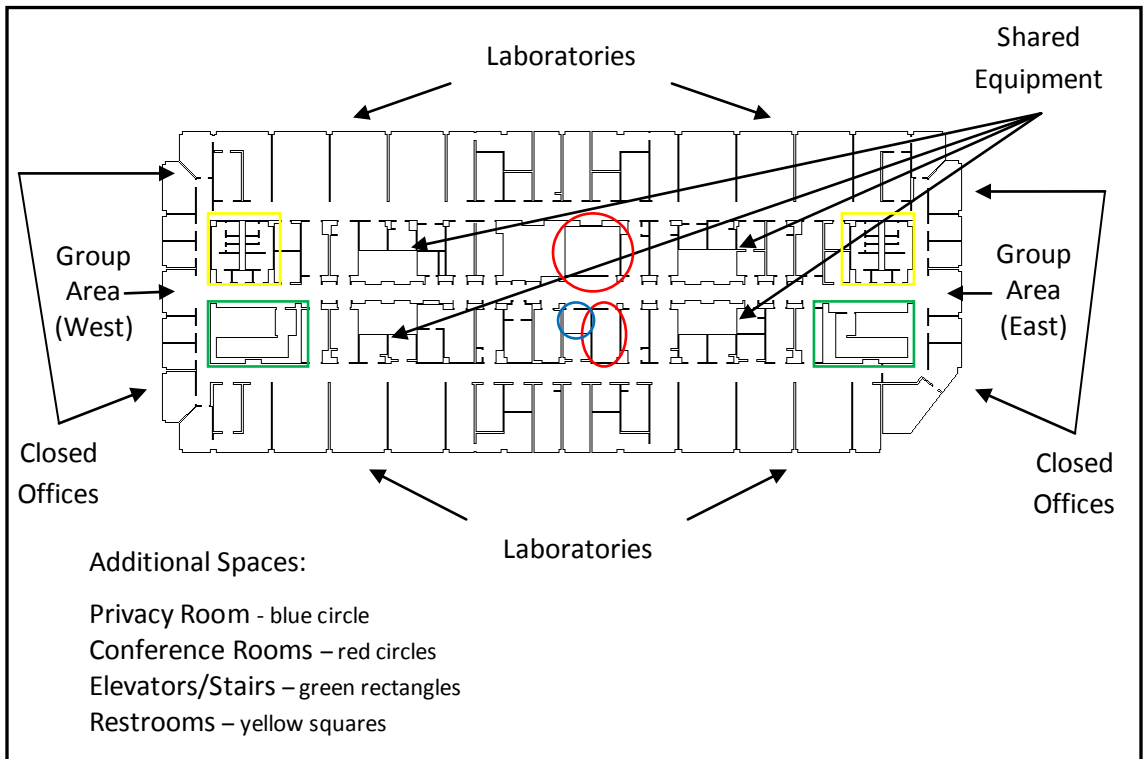 Laboratories
Shared
Equipment
Group
Area
(West)
Group
Area
(East)
Closed
Offices
Closed
Offices
Laboratories
Additional Spaces:
Privacy Room - blue circle
Conference Rooms – red circles
Elevators/Stairs – green rectangles
Restrooms – yellow squares